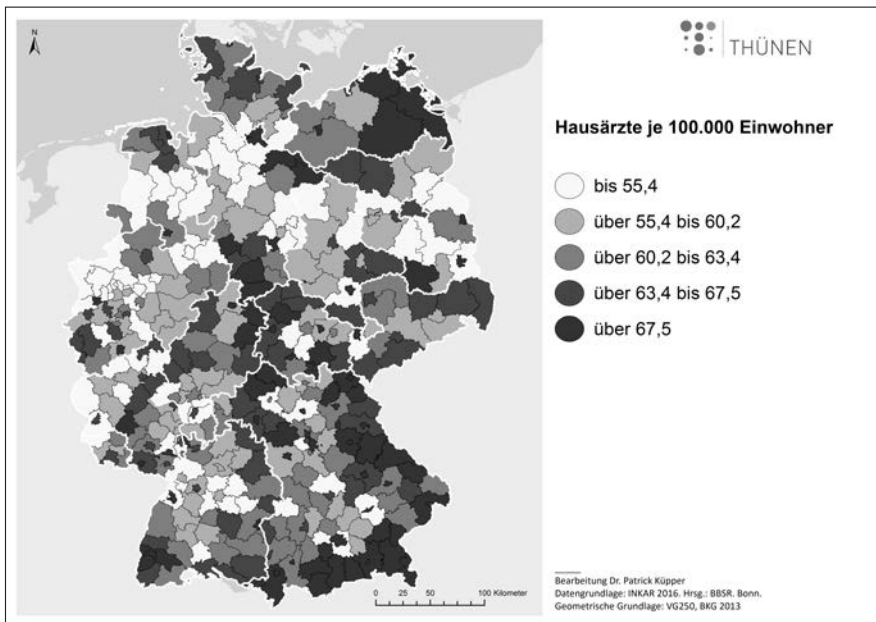 N
THÜNEN
Hausärzte je 100.000 Einwohner
bis 55,4
über 55,4 bis 60,2
über 60,2 bis 63,4
über 63,4 bis 67,5
über 67,5
0 25 50 100 Kilometer
Bearbeitung Dr. Patrick Küpper
Datengrundlage: INKAR 2016. Hrsg.: BBSR. Bonn.
Geometrische Grundlage: VG250, BKG 2013